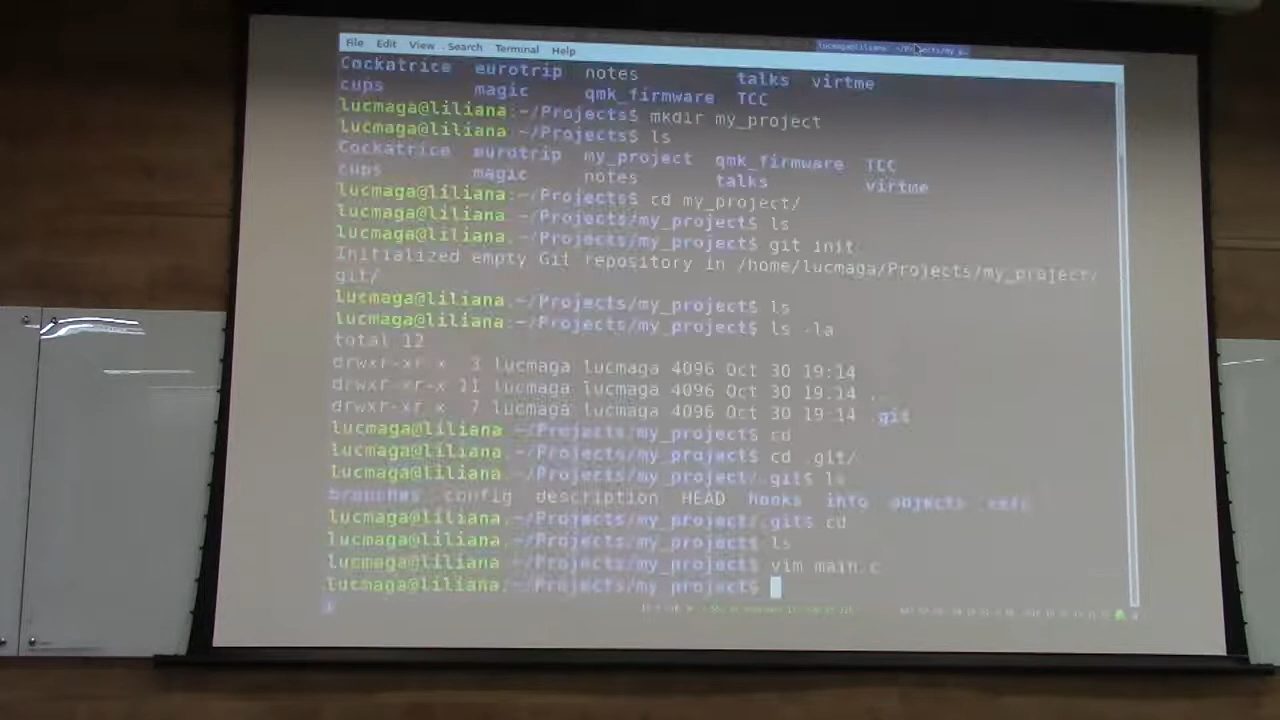 File Edit View Search Terminal Help
Cockatrice eurotrip notes talks virtme
cups magic qmk_firmware TCC
lucmaga@liliana:~/Projects$ mkdir my_project
lucmaga@liliana:~/Projects$ ls
Cockatrice eurotrip my_project qmk_firmware TCC
cups magic notes talks virtme
lucmaga@liliana:~/Projects$ cd my_project/
lucmaga@liliana:~/Projects/my_project$ ls
lucmaga@liliana:~/Projects/my_project$ git init
Initialized empty Git repository in /home/lucmaga/Projects/my_project/
git/
lucmaga@liliana:~/Projects/my_project$ ls
lucmaga@liliana:~/Projects/my_project$ ls -la
total 12
drwxr-xr-x 3 lucmaga lucmaga 4096 Oct 30 19:14 .
drwxr-xr-x 11 lucmaga lucmaga 4096 Oct 30 19:14 ..
drwxr-xr-x 7 lucmaga lucmaga 4096 Oct 30 19:14 .git
lucmaga@liliana:~/Projects/my_project$ cd
lucmaga@liliana:~/Projects/my_project$ cd .git/
lucmaga@liliana:~/Projects/my_project/.git$ ls
branches config description HEAD hooks info objects refs
lucmaga@liliana:~/Projects/my_project/.git$ cd
lucmaga@liliana:~/Projects/my_project$ ls
lucmaga@liliana:~/Projects/my_project$ vim main.c
lucmaga@liliana:~/Projects/my_project$